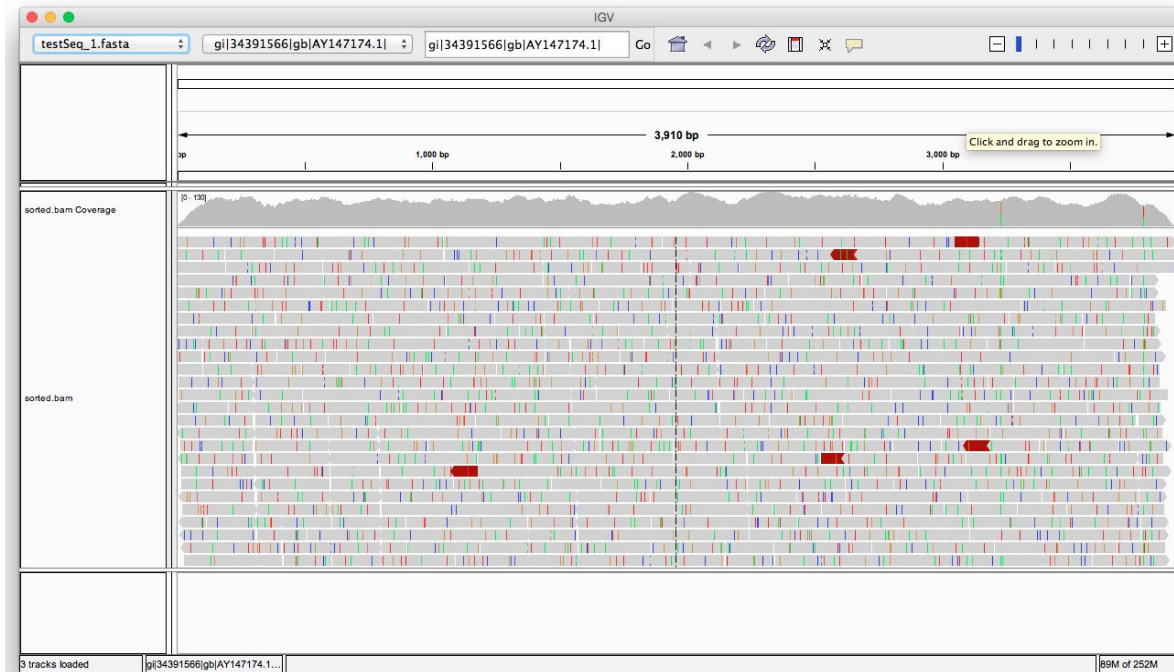 IGV
testSeq_1.fasta gi|34391566|gb|AY147174.1| gi|34391566|gb|AY147174.1| Go
3,910 bp
Click and drag to zoom in.
bp 1,000 bp 2,000 bp 3,000 bp
[0 - 130]
sorted.bam Coverage
sorted.bam
3 tracks loaded gi|34391566|gb|AY147174.1... 89M of 252M